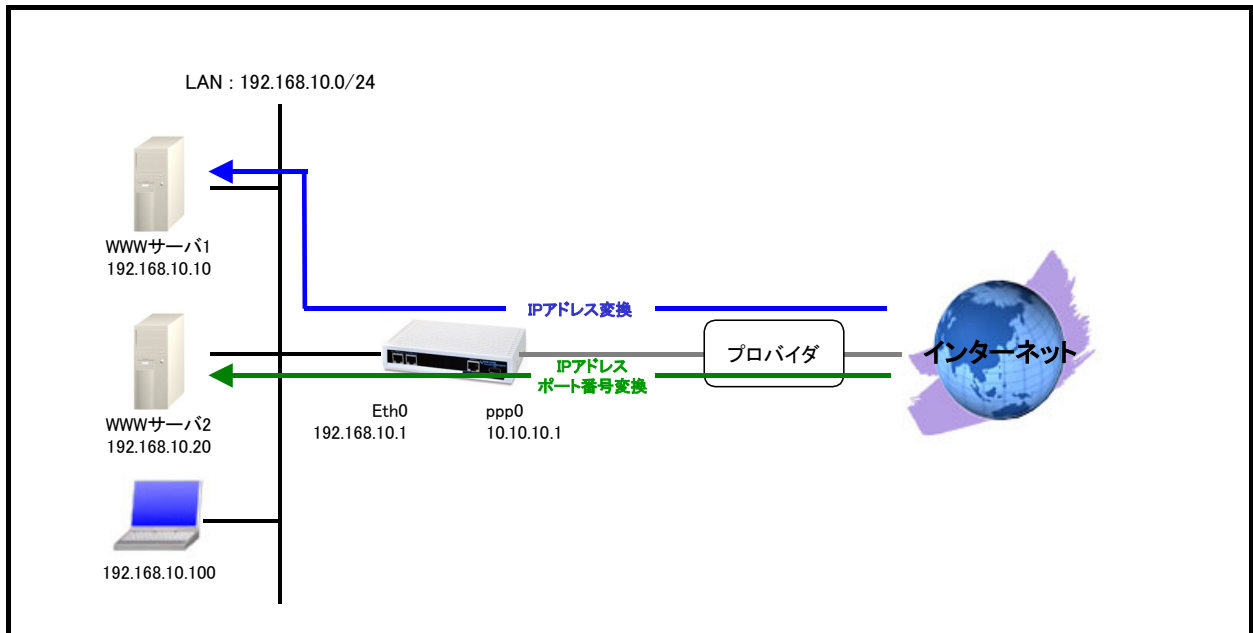 LAN : 192.168.10.0/24
WWWサーバ1
192.168.10.10
IPアドレス変換
プロバイダ
インターネット
IPアドレス
ポート番号変換
WWWサーバ2
192.168.10.20
Eth0
192.168.10.1
ppp0
10.10.10.1
192.168.10.100